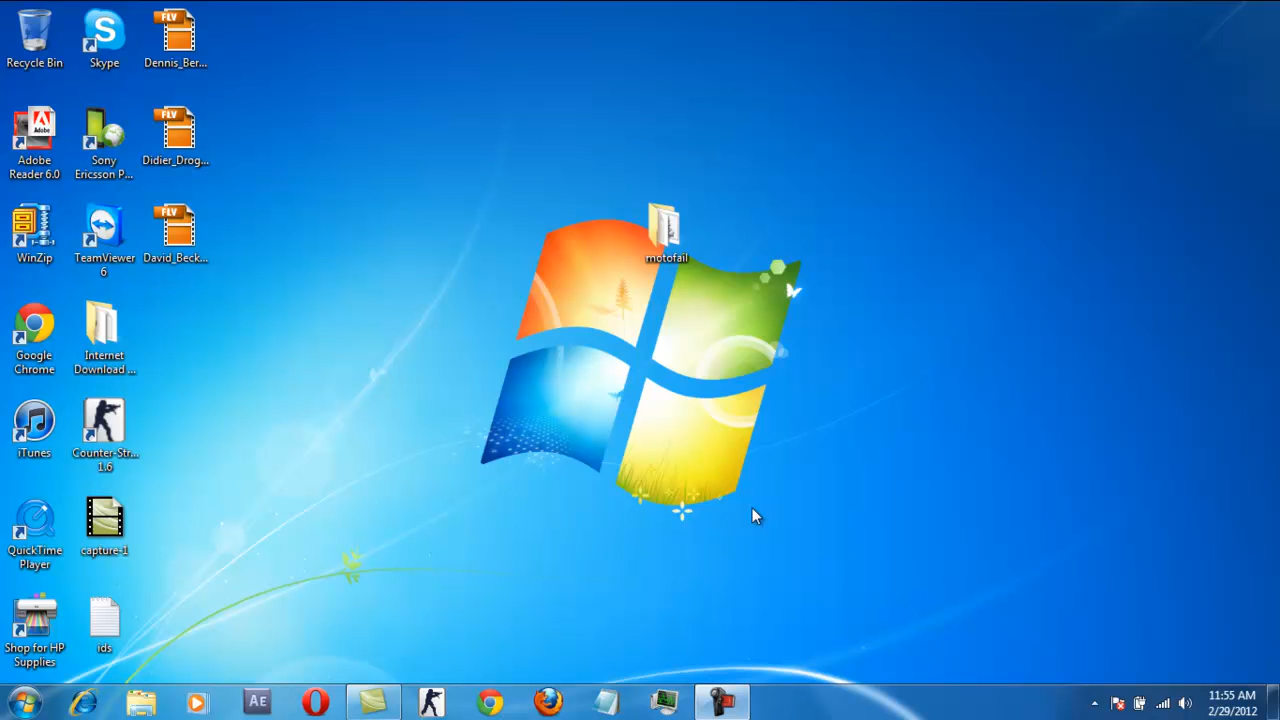 Recycle Bin
Skype
FLV
Dennis_Ber...
Adobe
Adobe
Reader 6.0
Sony
Ericsson P...
FLV
Didier_Drog...
WinZip
TeamViewer
6
FLV
David_Beck...
motofail
Google
Chrome
Internet
Download ...
iTunes
Counter-Str...
1.6
QuickTime
Player
capture-1
Shop for HP
Supplies
ids
AE
11:55 AM
2/29/2012